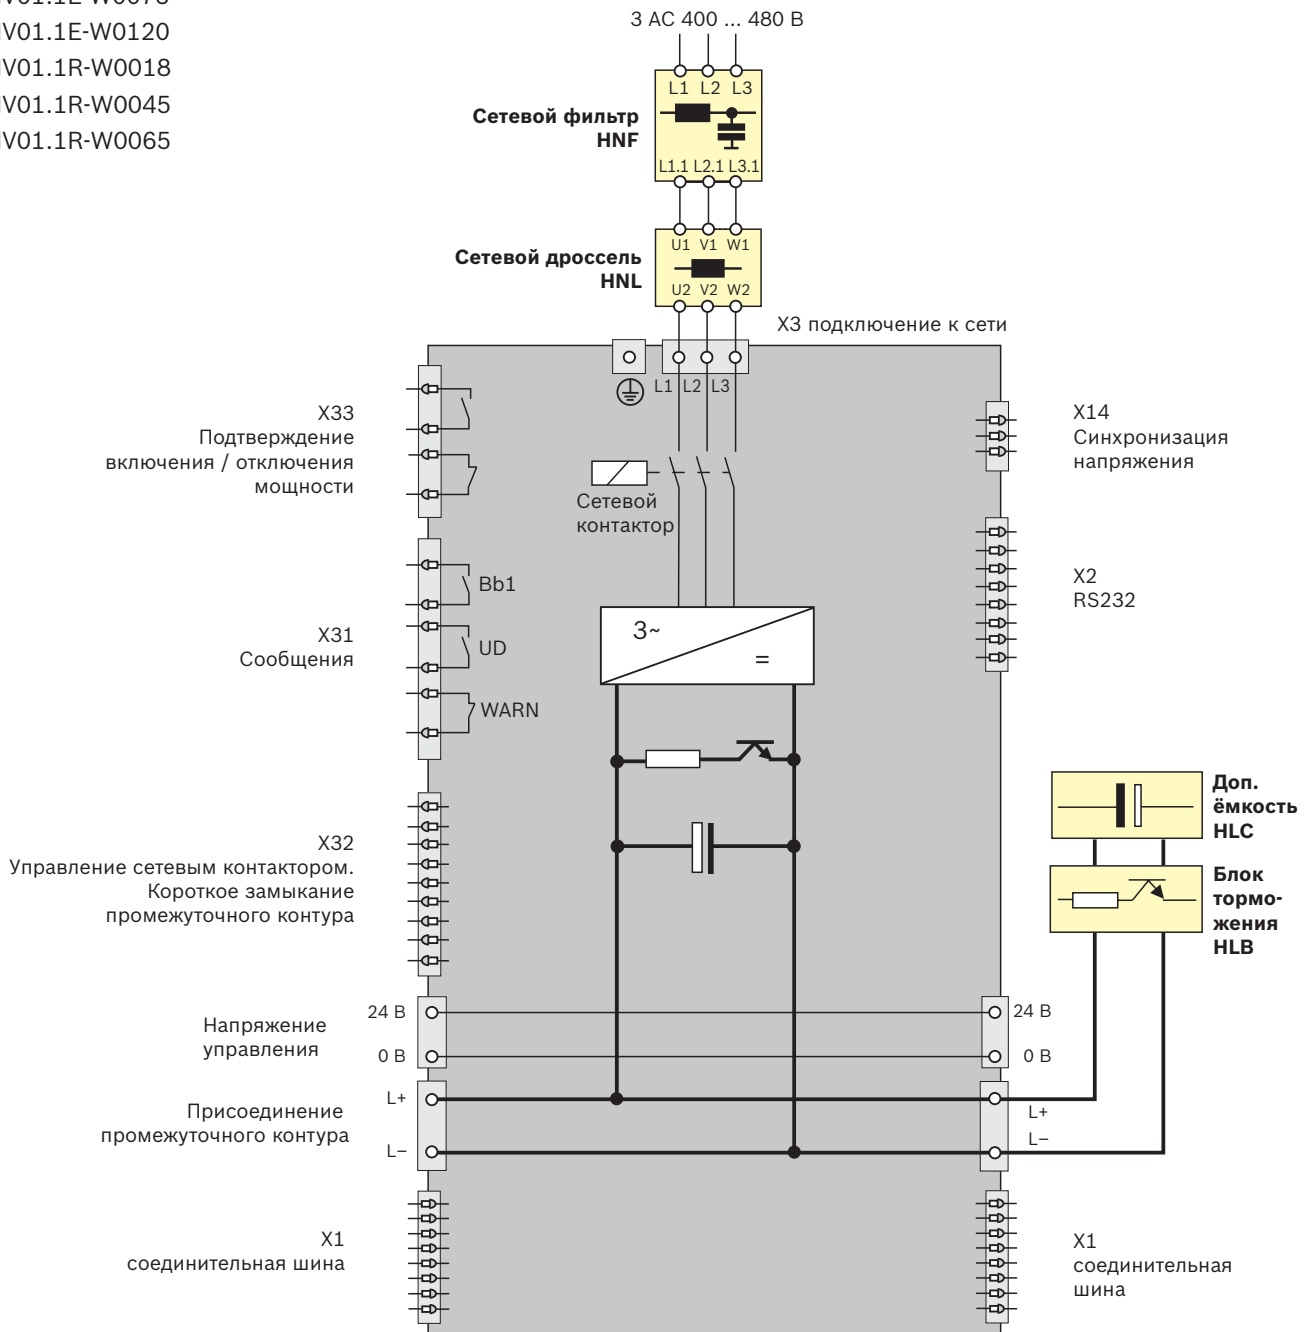 V01.1E-W0120
V01.1R-W0018
V01.1R-W0045
V01.1R-W0065
3 AC 400 ... 480 В
L1 L2 L3
Сетевой фильтр
HNF
L1.1 L2.1 L3.1
U1 V1 W1
Сетевой дроссель
HNL
U2 V2 W2
X3 подключение к сети
L1 L2 L3
X33
Подтверждение
включения / отключения
мощности
X14
Синхронизация
напряжения
Сетевой
контактор
Bb1
X2
RS232
X31
Сообщения
UD
WARN
3~
=
Доп.
ёмкость
HLC
X32
Управление сетевым контактором.
Короткое замыкание
промежуточного контура
Блок
тормо-
жения
HLB
Напряжение
управления
24 В
0 В
24 В
0 В
Присоединение
промежуточного контура
L+
L–
L+
L–
X1
соединительная шина
X1
соединительная
шина